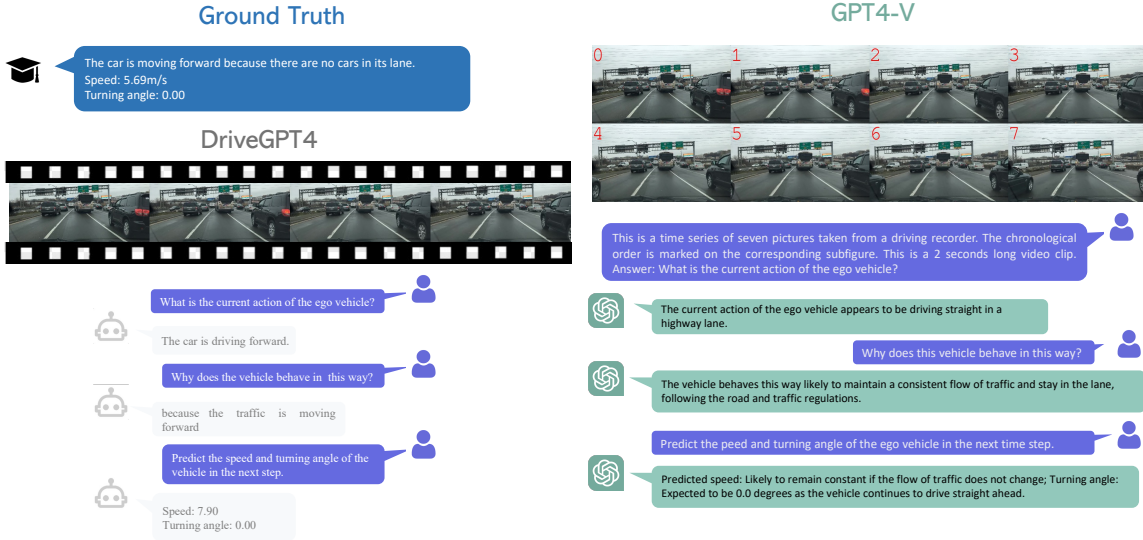 Ground Truth
The car is moving forward because there are no cars in its lane.
Speed: 5.69m/s
Turning angle: 0.00
DriveGPT4
What is the current action of the ego vehicle?
The car is driving forward.
Why does the vehicle behave in this way?
because the traffic is moving
forward
Predict the speed and turning angle of the
vehicle in the next step.
Speed: 7.90
Turning angle: 0.00
GPT4-V
0 1 2 3
4 5 6 7
This is a time series of seven pictures taken from a driving recorder. The chronological
order is marked on the corresponding subfigure. This is a 2 seconds long video clip.
Answer: What is the current action of the ego vehicle?
The current action of the ego vehicle appears to be driving straight in a
highway lane.
Why does this vehicle behave in this way?
The vehicle behaves this way likely to maintain a consistent flow of traffic and stay in the lane,
following the road and traffic regulations.
Predict the peed and turning angle of the ego vehicle in the next time step.
Predicted speed: Likely to remain constant if the flow of traffic does not change; Turning angle:
Expected to be 0.0 degrees as the vehicle continues to drive straight ahead.